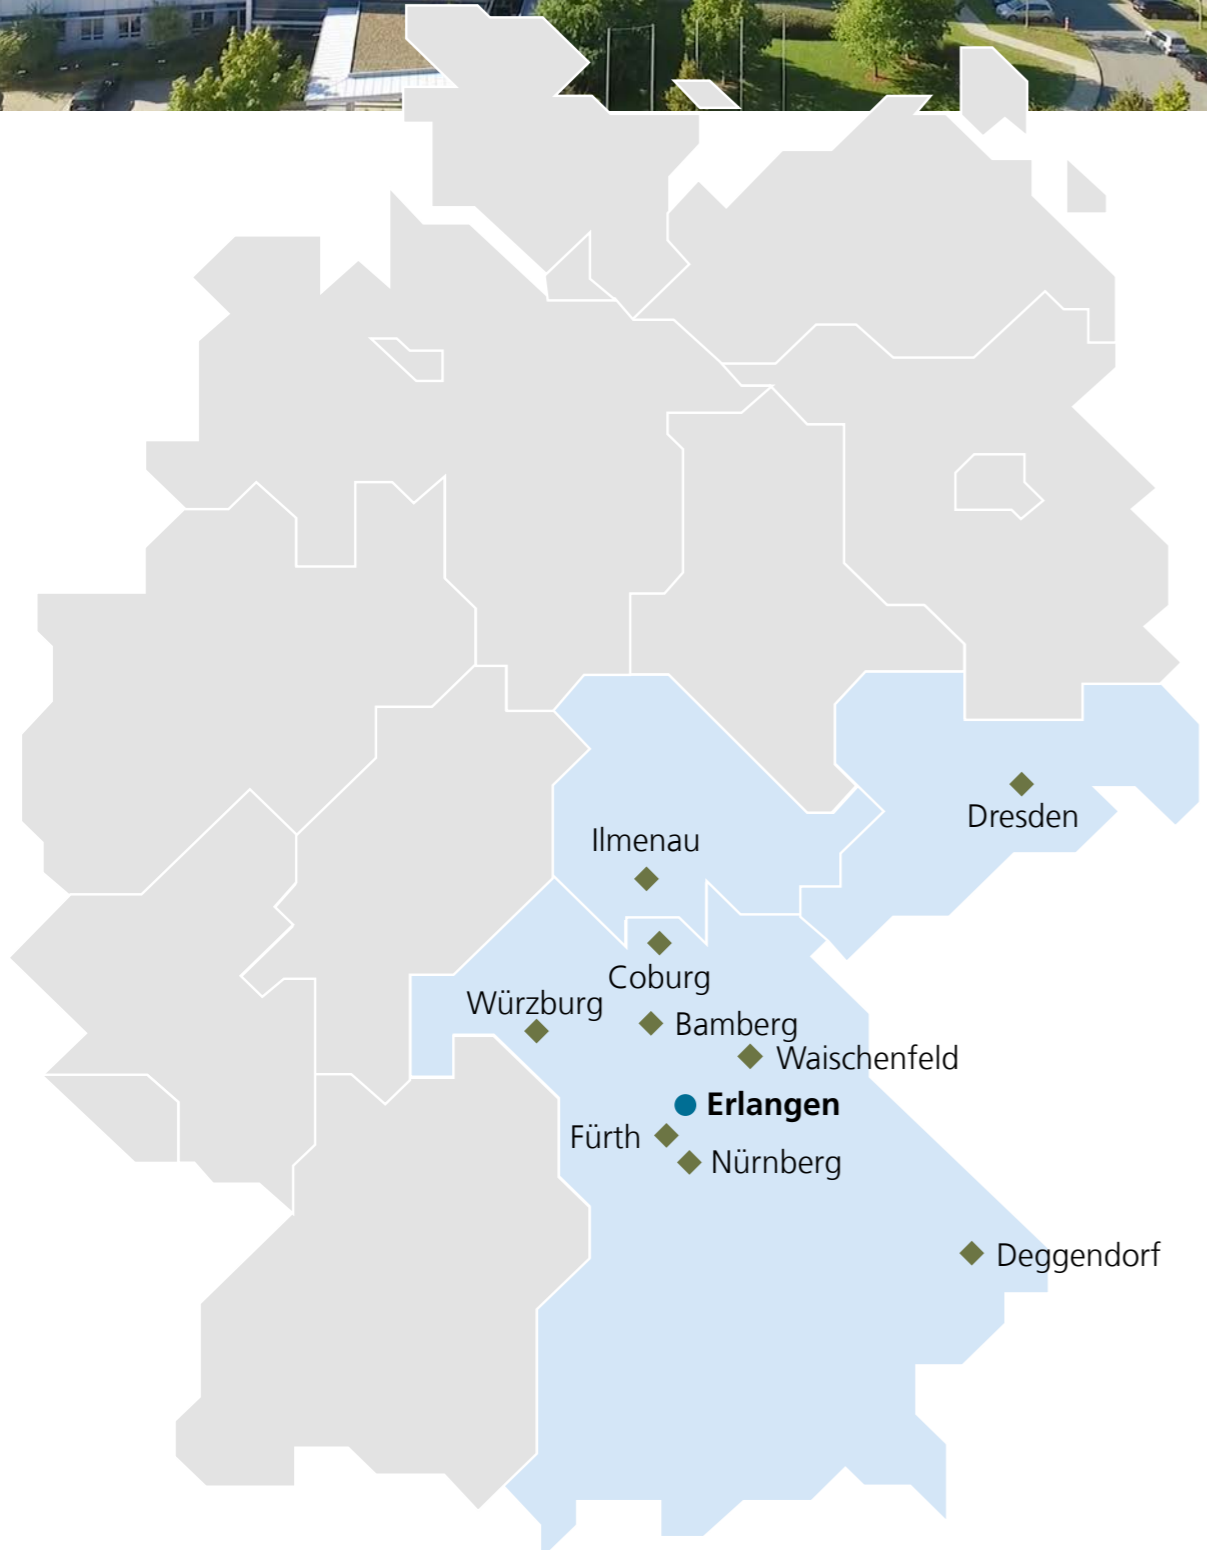 Dresden
Ilmenau
Coburg
Würzburg
Bamberg
Waischenfeld
Erlangen
Fürth
Nürnberg
Deggendorf